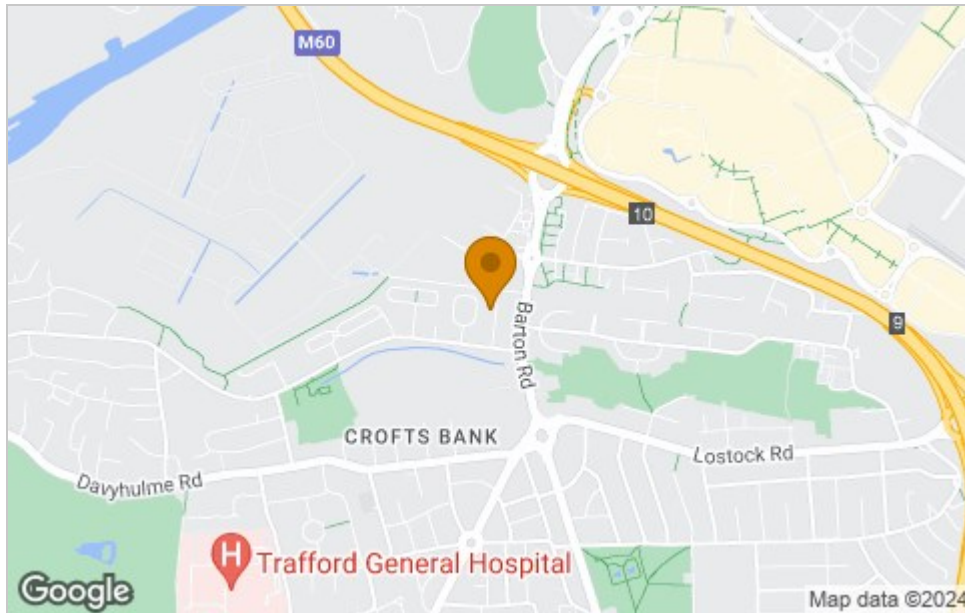 M60
10
9
Barton Rd
CROFTS BANK
Lostock Rd
Davyhulme Rd
H
Trafford General Hospital
Google
Map data ©2024